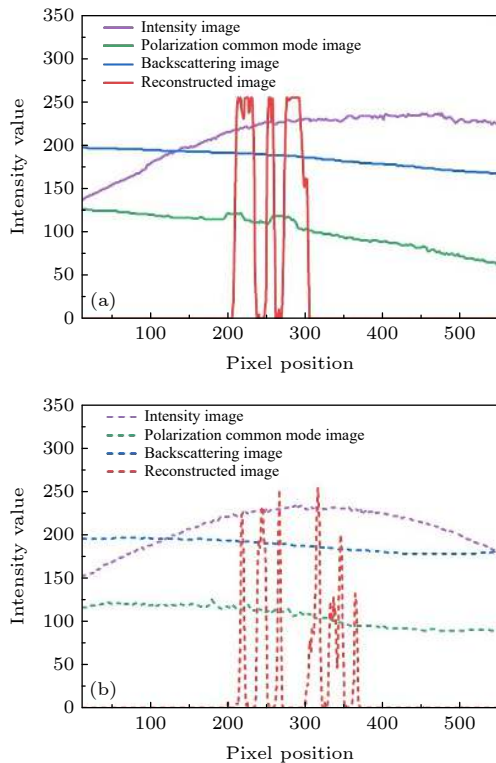 350
Intensity image
Polarization common mode image
300
Backscattering image
Reconstructed image
250
200
Intensity value
150
100
50
(a)
0
100 200 300 400 500
Pixel position
350
Intensity image
Polarization common mode image
300
Backscattering image
Reconstructed image
250
200
Intensity value
150
100
50
(b)
0
100 200 300 400 500
Pixel position